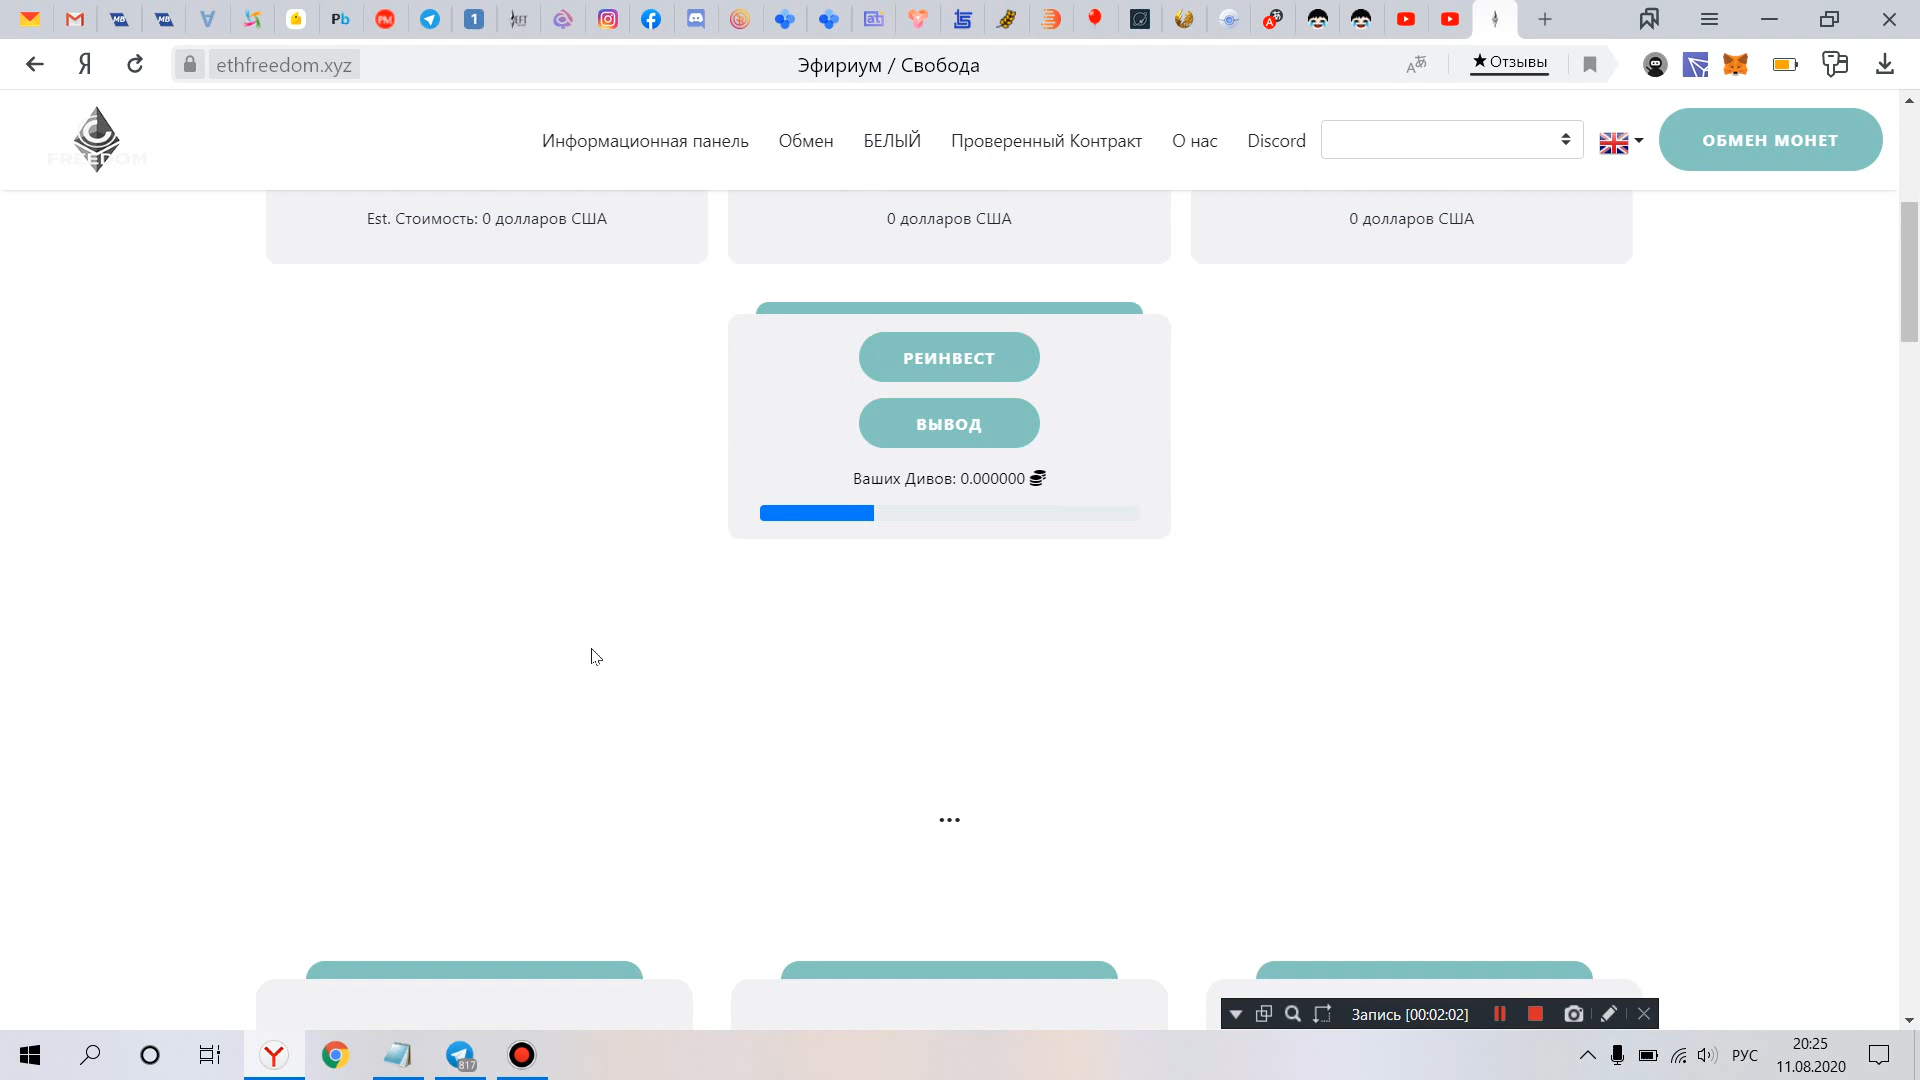 ethfreedom.xyz
Эфириум / Свобода
★Отзывы
FREEDOM
Информационная панель
Обмен
БЕЛЫЙ
Проверенный Контракт
О нас
Discord
ОБМЕН МОНЕТ
Est. Стоимость: 0 долларов США
0 долларов США
0 долларов США
РЕИНВЕСТ
ВЫВОД
Ваших Дивов: 0.000000
...
Запись [00:02:02]
817
РУС
20:25
11.08.2020